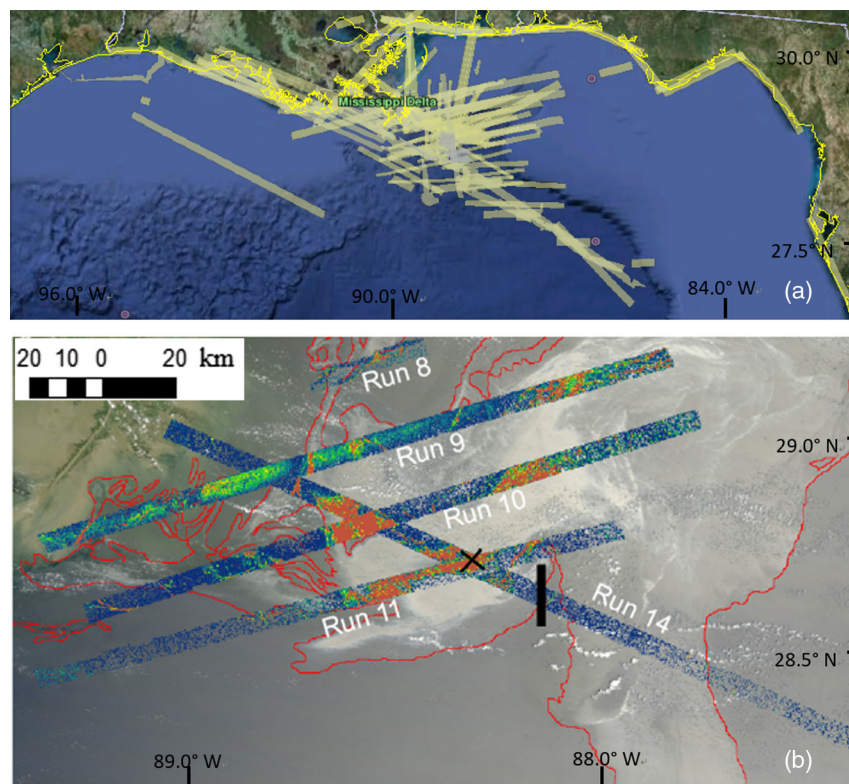 30.0° N
Mississippi Delta
27.5° N
96.0° W
90.0° W
84.0° W
(a)
20 10 0 20 km
Run 8
Run 9
29.0° N
Run 10
Run 11
Run 14
28.5° N
89.0° W
88.0° W
(b)